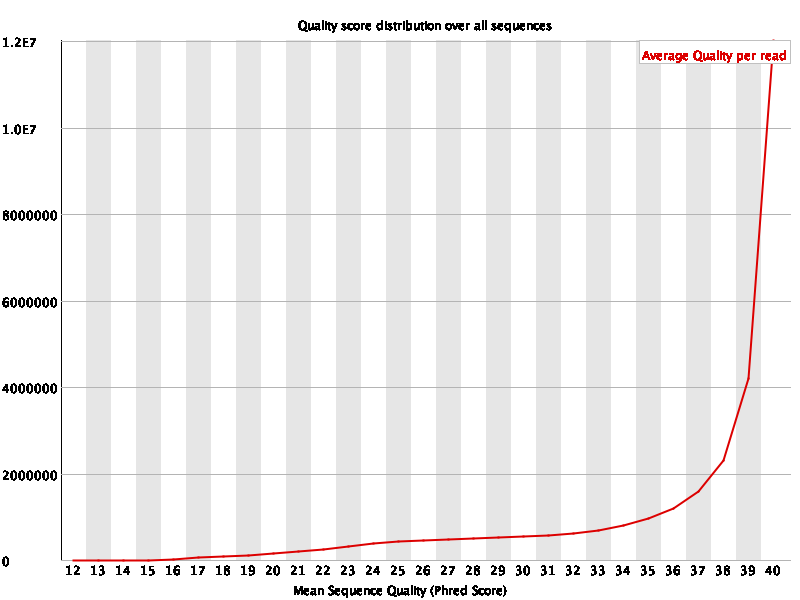 Quality score distribution over all sequences
1.2E7
Average Quality per read
1.0E7
8000000
6000000
4000000
2000000
0
12 13 14 15 16 17 18 19 20 21 22 23 24 25 26 27 28 29 30 31 32 33 34 35 36 37 38 39 40
Mean Sequence Quality (Phred Score)